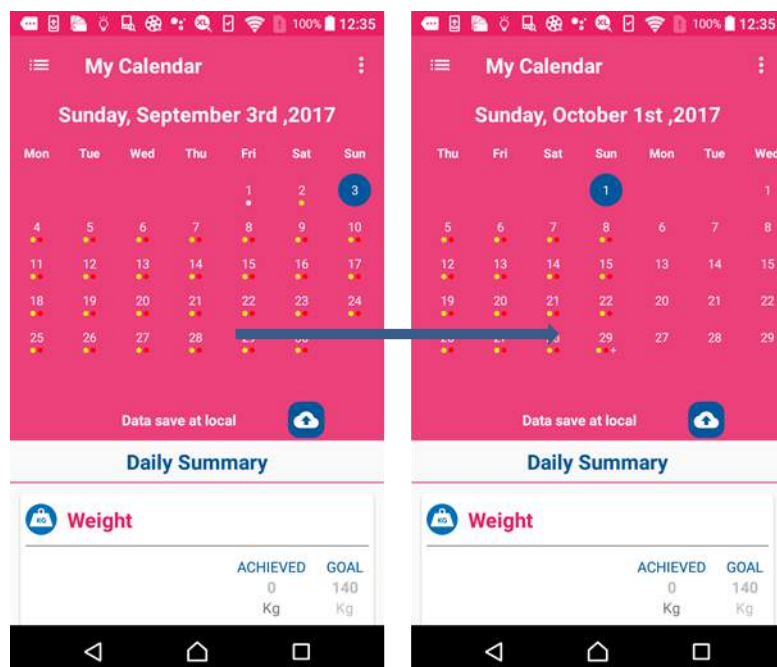 100% 12:35
My Calendar
Sunday, September 3rd ,2017
Mon Tue Wed Thu Fri Sat Sun
1 2 3
4 5 6 7 8 9 10
11 12 13 14 15 16 17
18 19 20 21 22 23 24
25 26 27 28
Data save at local
Daily Summary
KG Weight
ACHIEVED GOAL
0 140
Kg Kg
100% 12:35
My Calendar
Sunday, October 1st ,2017
Thu Fri Sat Sun Mon Tue Wed
1 1
5 6 7 8 6 7 8
12 13 14 15 13 14 15
19 20 21 22 20 21 22
29 27 28 29
Data save at local
Daily Summary
KG Weight
ACHIEVED GOAL
0 140
Kg Kg